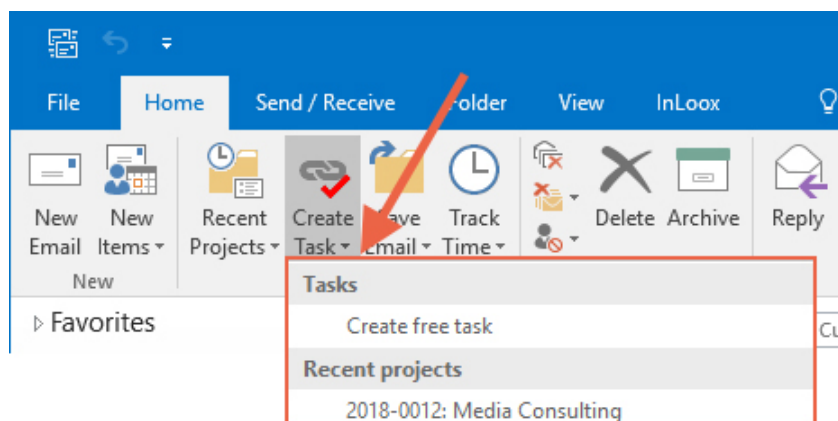 File Home Send / Receive Folder View InLoox
New Email
New Items
Recent Projects
Create Task
Save Email
Track Time
Delete Archive Reply
New
Favorites
Tasks
Create free task
Recent projects
2018-0012: Media Consulting